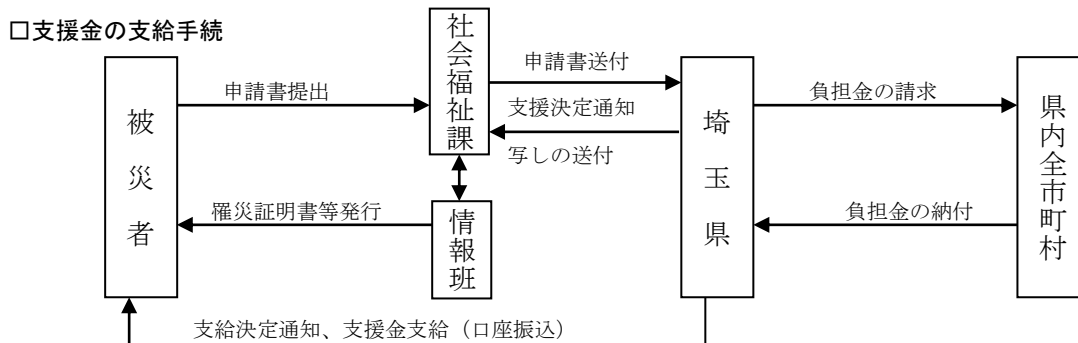 □支援金の支給手続
被災者
申請書提出
社会福祉課
申請書送付
支援決定通知
写しの送付
埼玉県
負担金の請求
県内全市町村
罹災証明書等発行
情報班
負担金の納付
支給決定通知、支援金支給（口座振込）